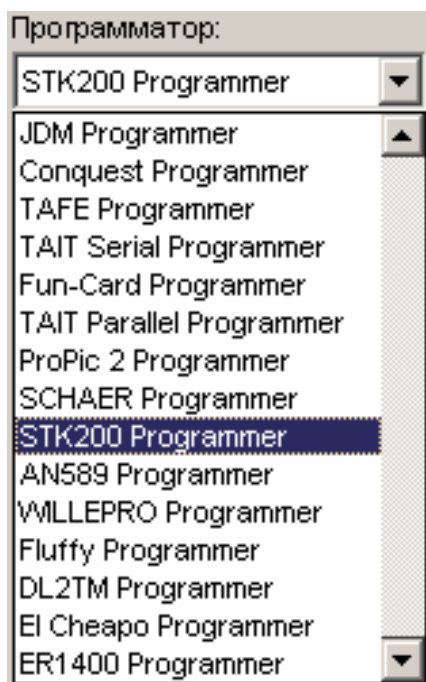 Программатор:
STK200 Programmer
JDM Programmer
Conquest Programmer
TAFE Programmer
TAIT Serial Programmer
Fun-Card Programmer
TAIT Parallel Programmer
ProPic 2 Programmer
SCHAER Programmer
STK200 Programmer
AN589 Programmer
WILLEPRO Programmer
Fluffy Programmer
DL2TM Programmer
El Cheapo Programmer
ER1400 Programmer